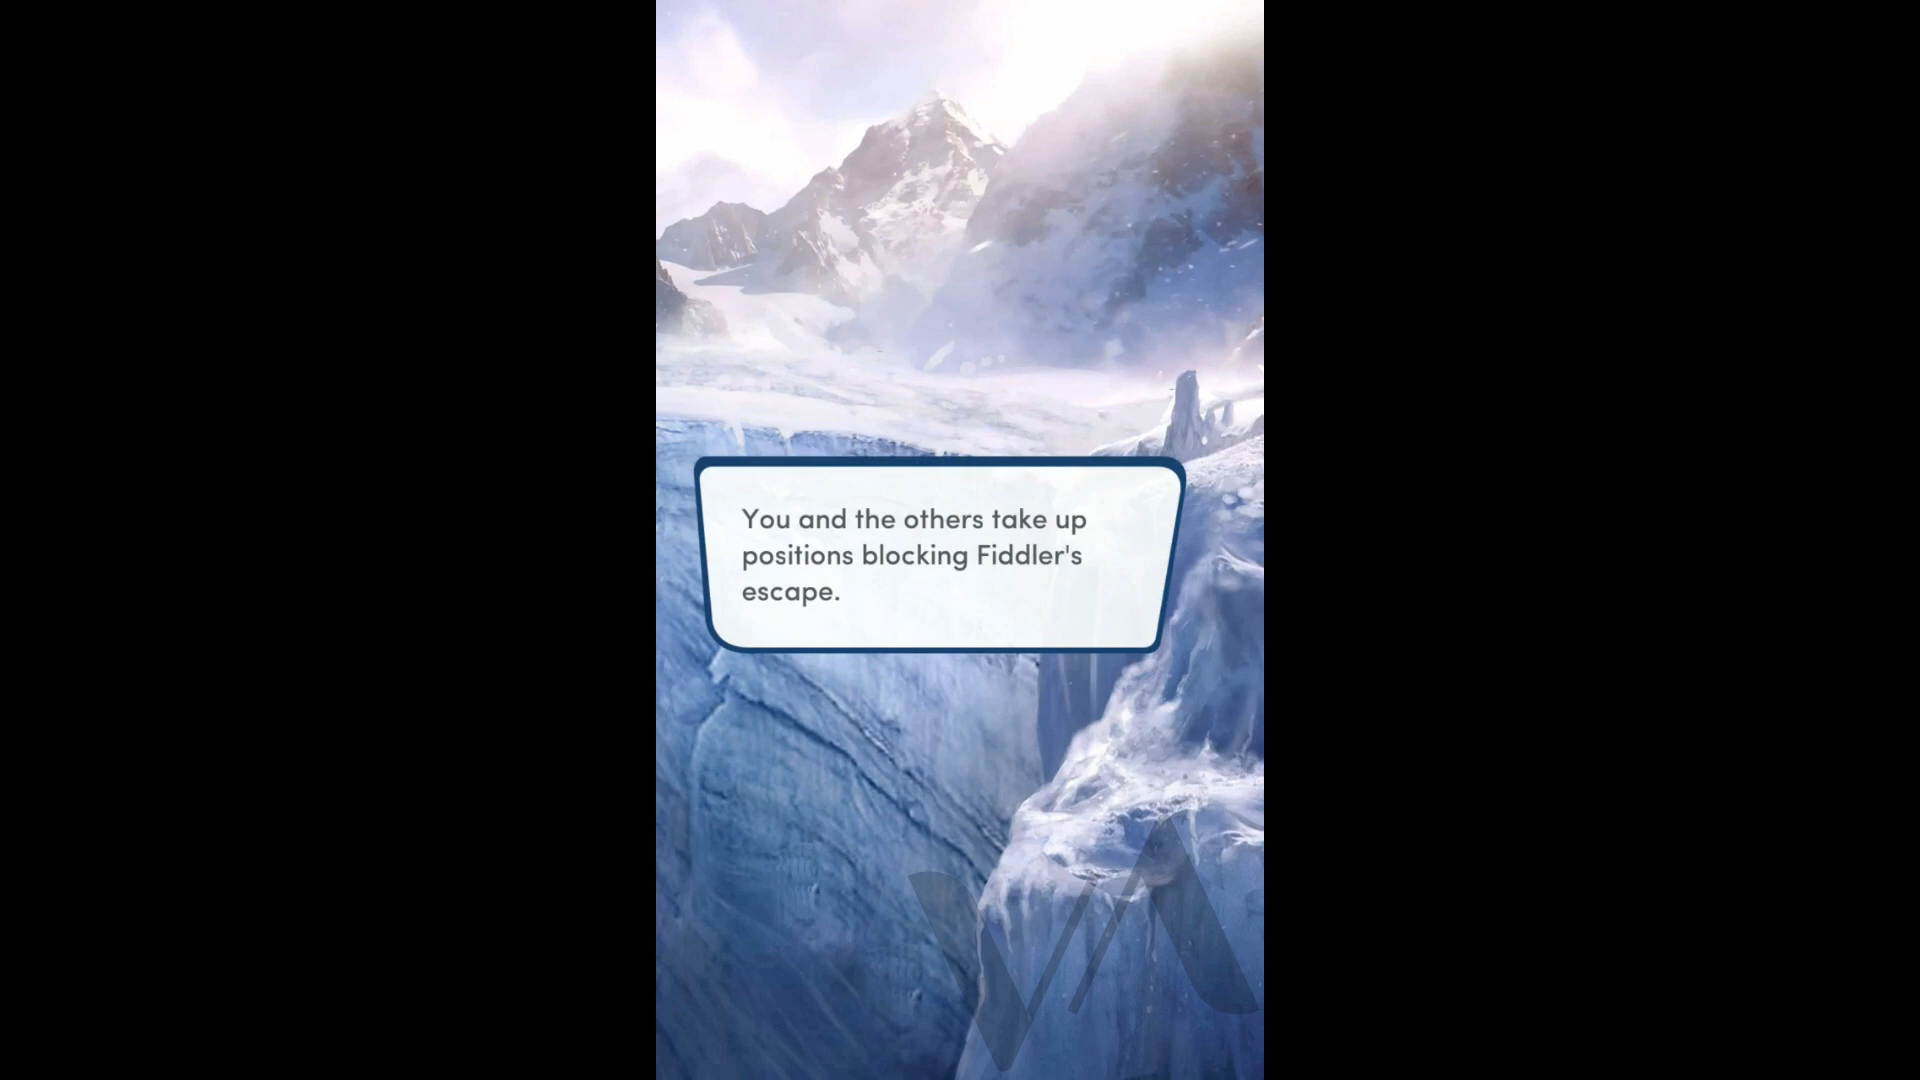 You and the others take up
positions blocking Fiddler's
escape.